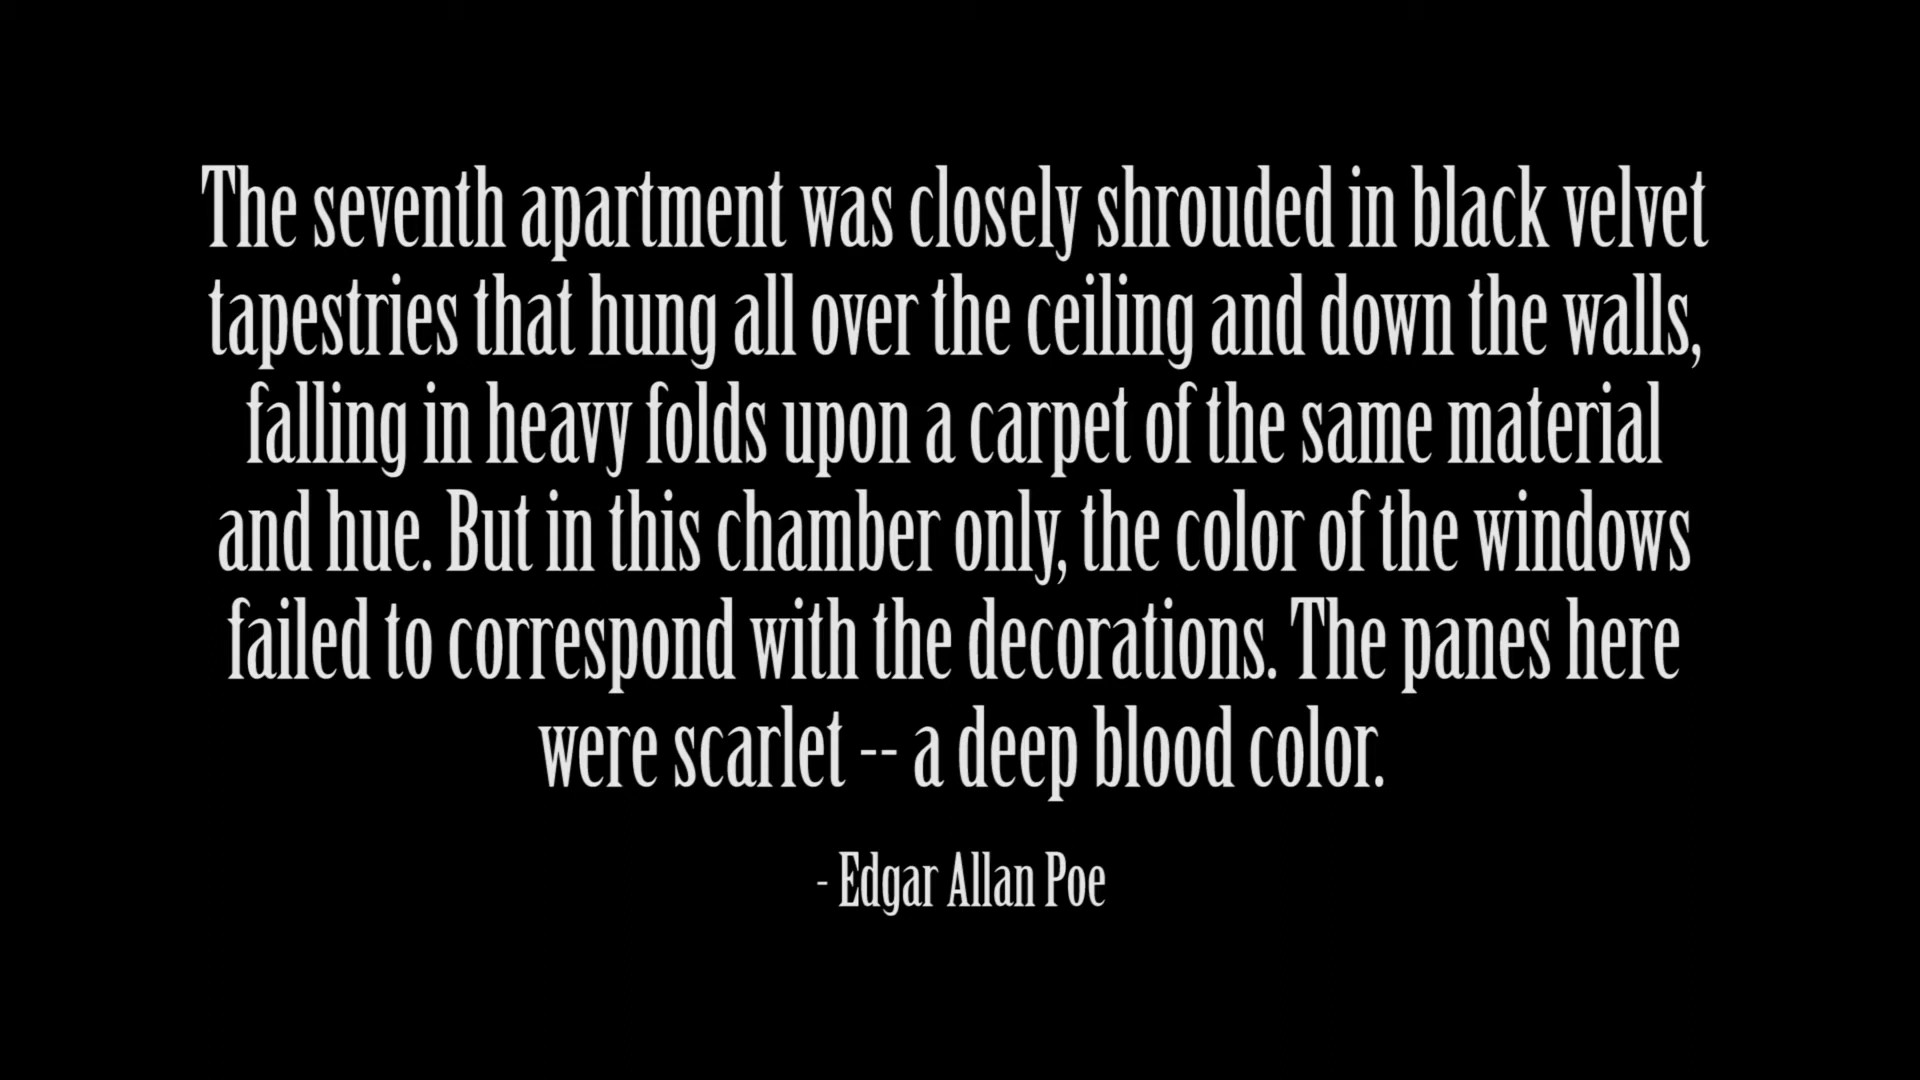 The seventh apartment was closely shrouded in black velvet
tapestries that hung all over the ceiling and down the walls,
falling in heavy folds upon a carpet of the same material
and hue. But in this chamber only, the color of the windows
failed to correspond with the decorations. The panes here
were scarlet -- a deep blood color.
- Edgar Allan Poe